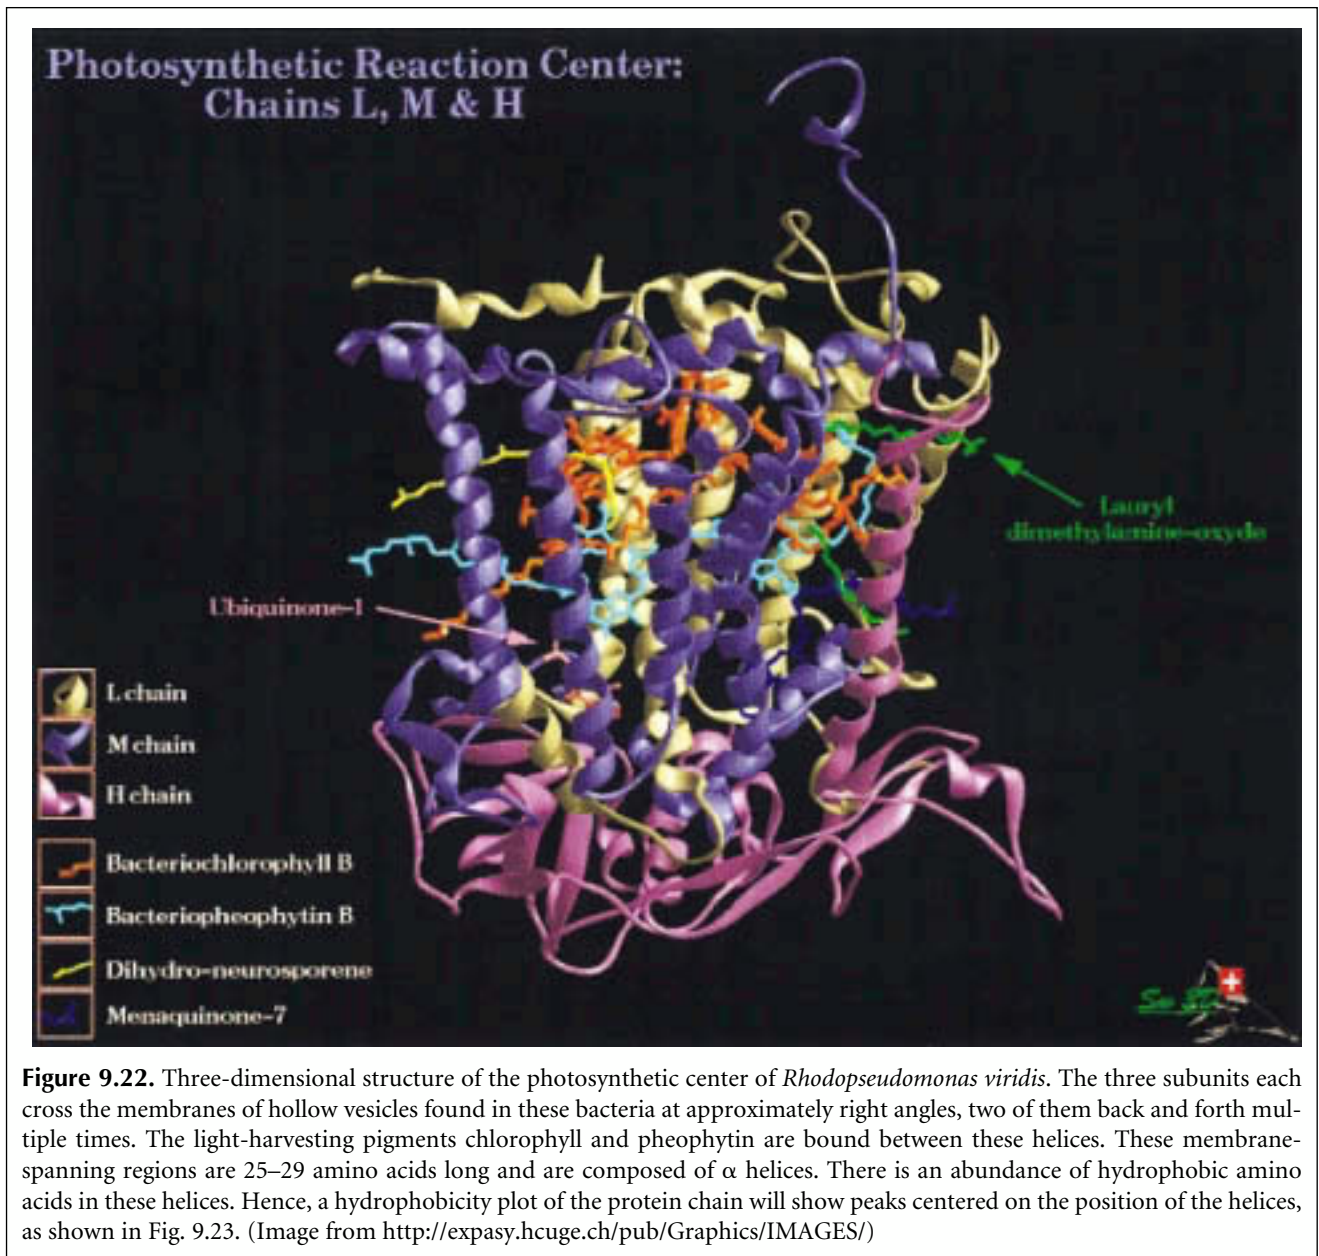 Photosynthetic Reaction Center:
Chains L, M & H
Lauryl
dimethylamine-oxyde
Ubiquinone-1
L chain
M chain
H chain
Bacteriochlorophyll B
Bacteriopheophytin B
Dihydro-neurosporene
Menaquinone-7
Figure 9.22. Three-dimensional structure of the photosynthetic center of Rhodopseudomonas viridis. The three subunits each
cross the membranes of hollow vesicles found in these bacteria at approximately right angles, two of them back and forth mul-
tiple times. The light-harvesting pigments chlorophyll and pheophytin are bound between these helices. These membrane-
spanning regions are 25–29 amino acids long and are composed of α helices. There is an abundance of hydrophobic amino
acids in these helices. Hence, a hydrophobicity plot of the protein chain will show peaks centered on the position of the helices,
as shown in Fig. 9.23. (Image from http://expasy.hcuge.ch/pub/Graphics/IMAGES/)